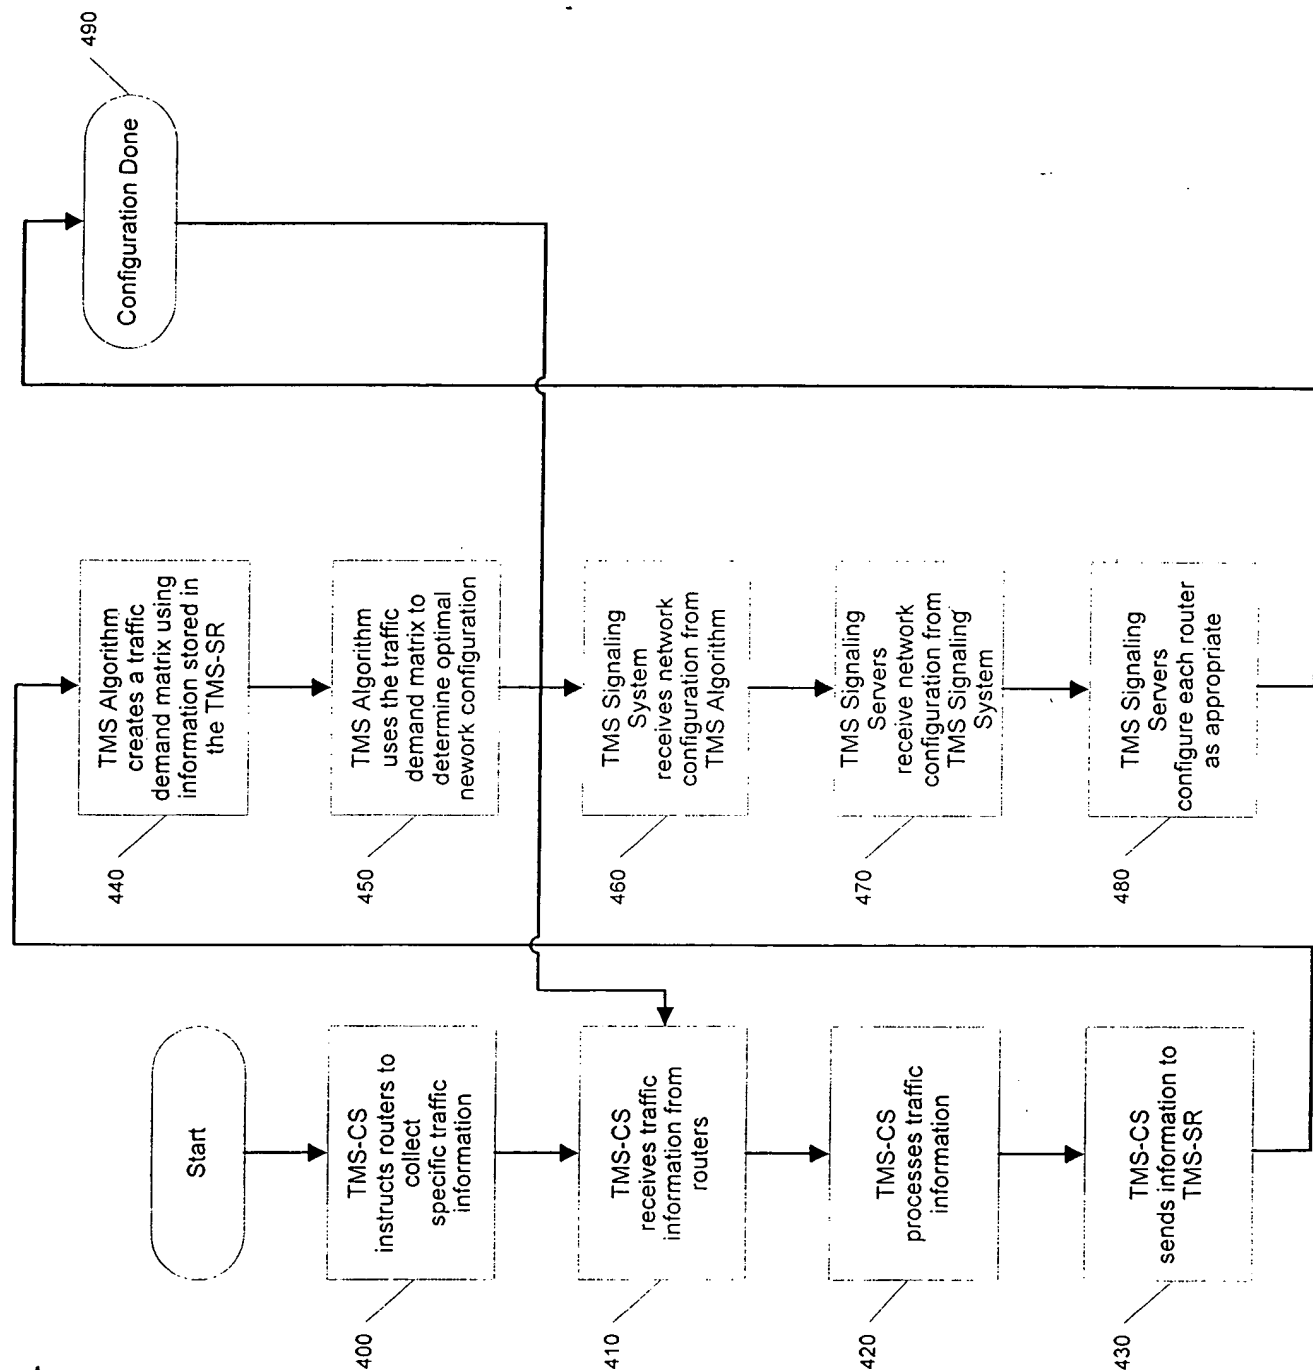 Start
TMS-CS
instructs routers to
collect
specific traffic
information
400
TMS-CS
receives traffic
information from
routers
410
TMS-CS
processes traffic
information
420
TMS-CS
sends information to
TMS-SR
430
TMS Algorithm
creates a traffic
demand matrix using
information stored in
the TMS-SR
440
TMS Algorithm
uses the traffic
demand matrix to
determine optimal
nework configuration
450
TMS Signaling
System
receives network
configuration from
TMS Algorithm
460
TMS Signaling
Servers
receive network
configuration from
TMS Signaling
System
470
TMS Signaling
Servers
configure each router
as appropriate
480
Configuration Done
490